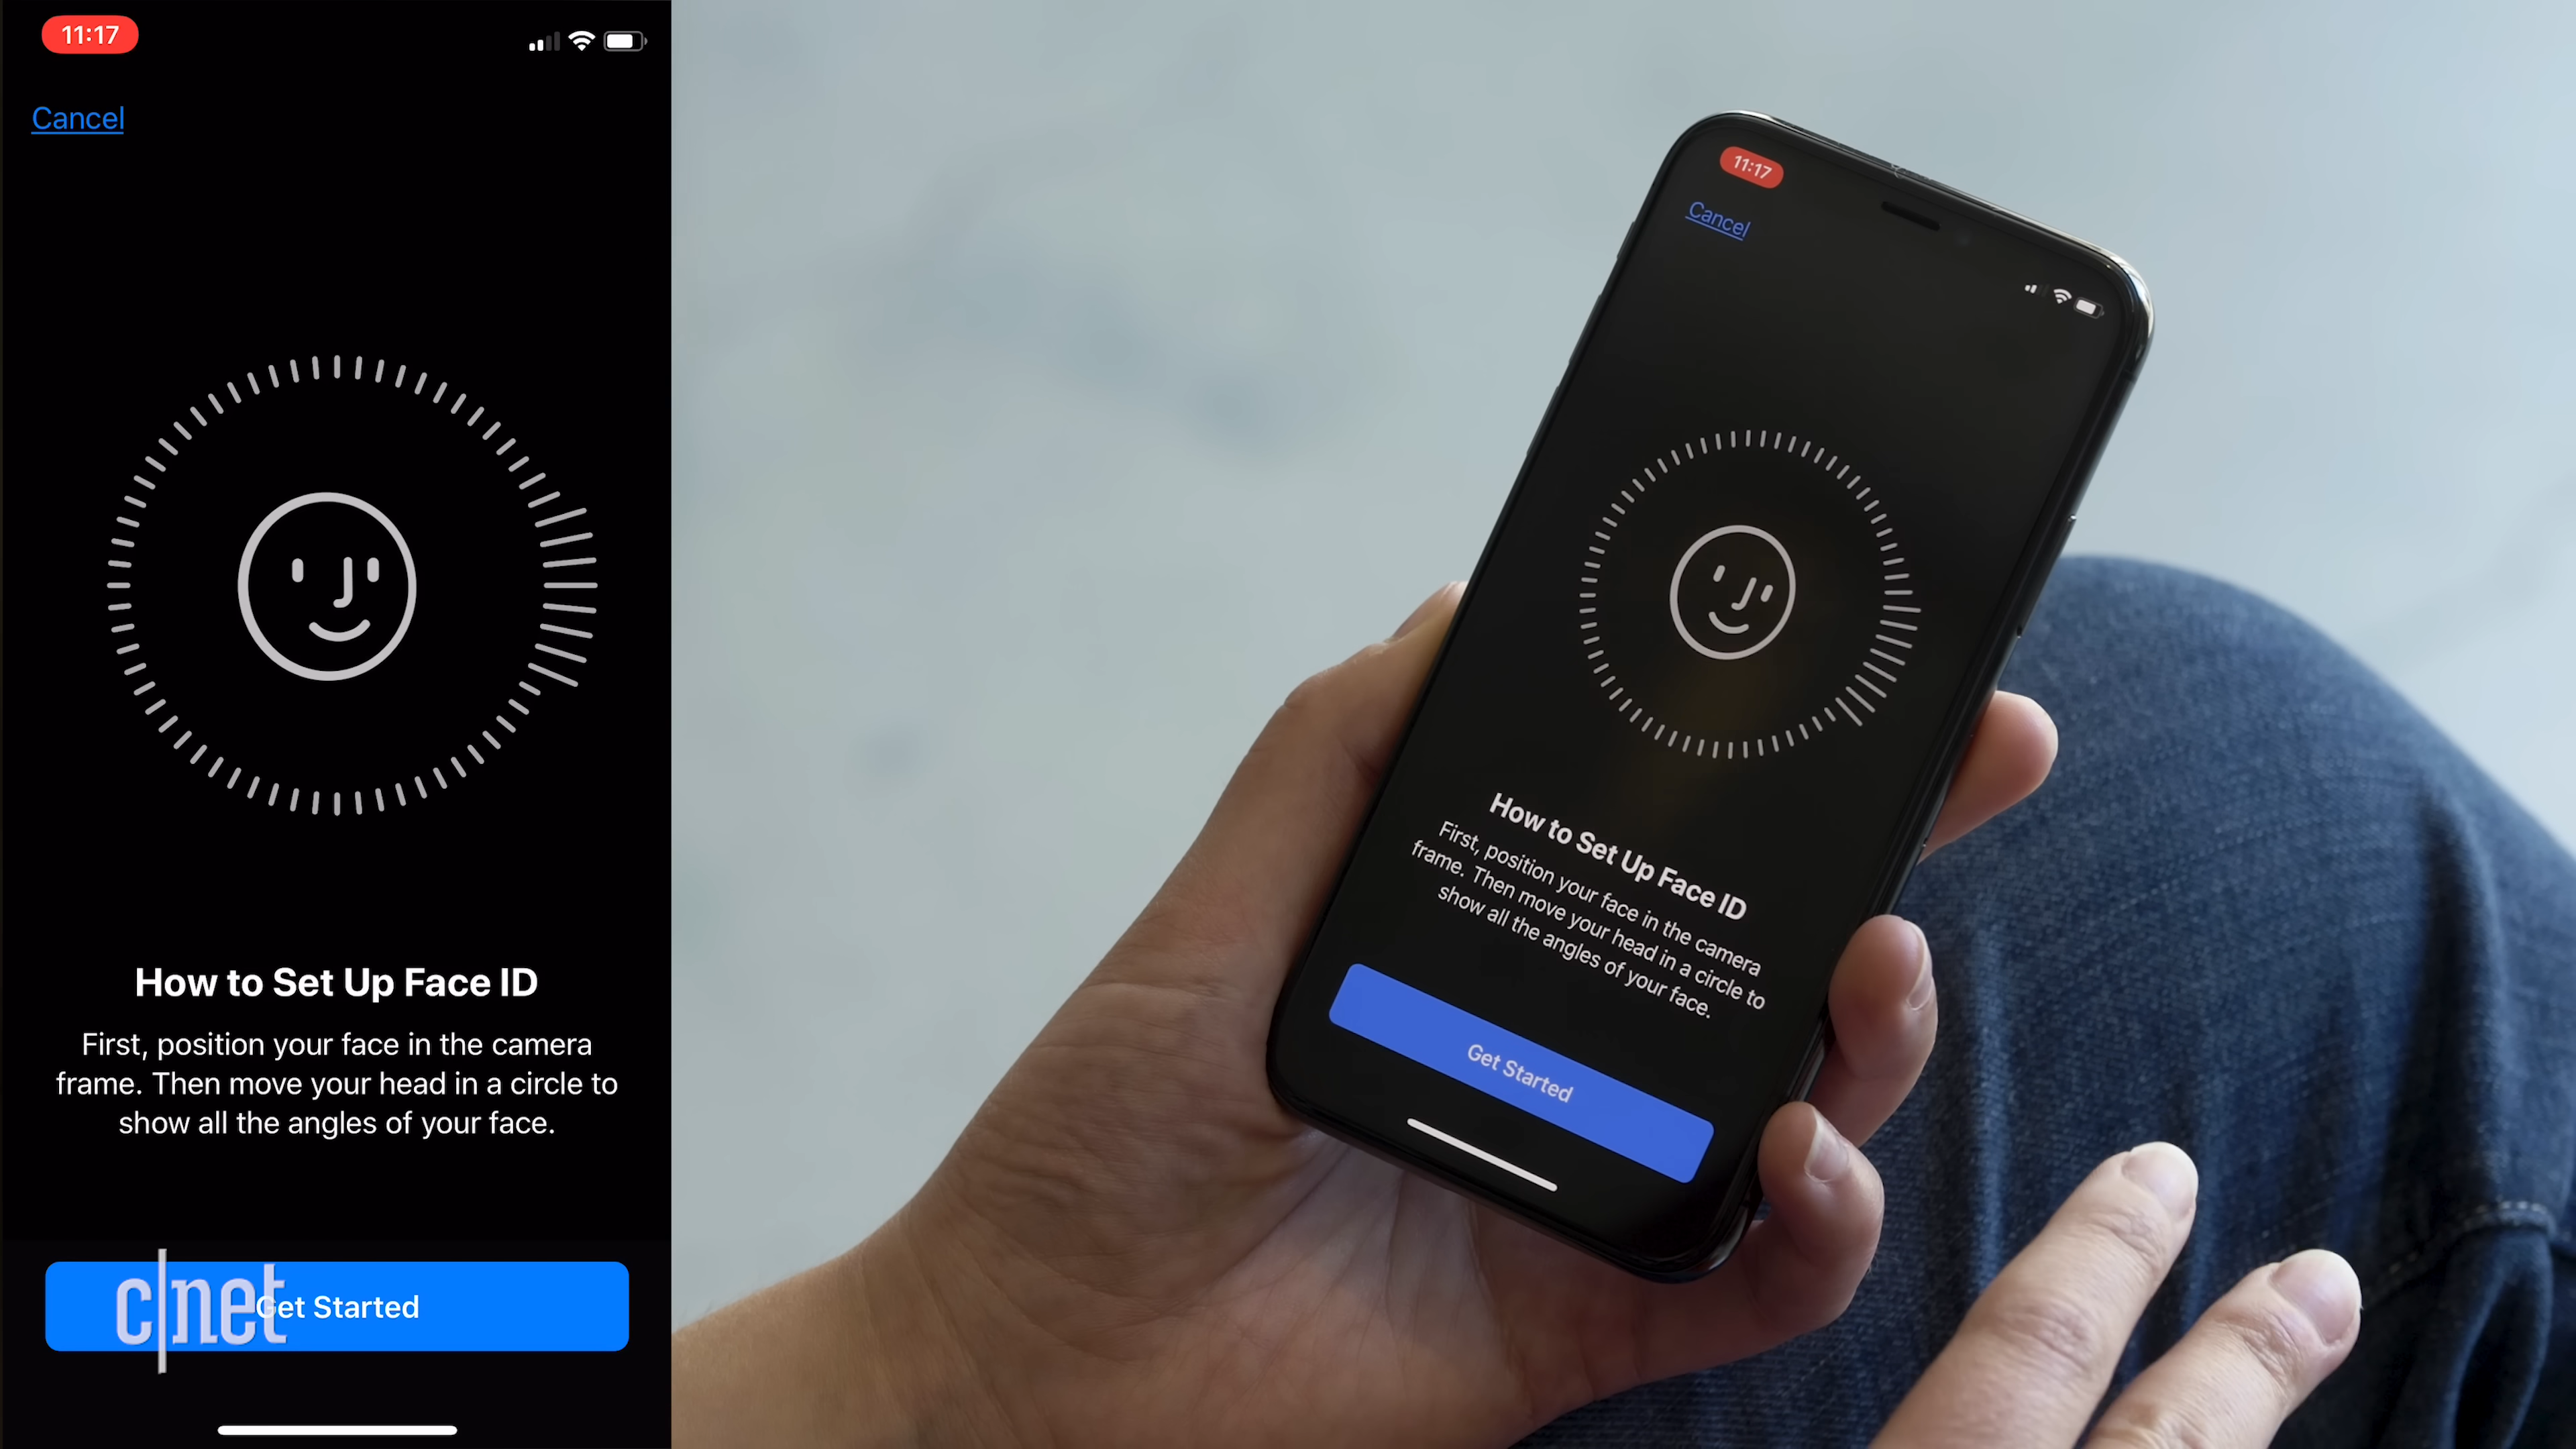 11:17
Cancel
How to Set Up Face ID
First, position your face in the camera
frame. Then move your head in a circle to
show all the angles of your face.
Get Started
c|net
11:17
Cancel
How to Set Up Face ID
First, position your face in the camera
frame. Then move your head in a circle to
show all the angles of your face.
Get Started